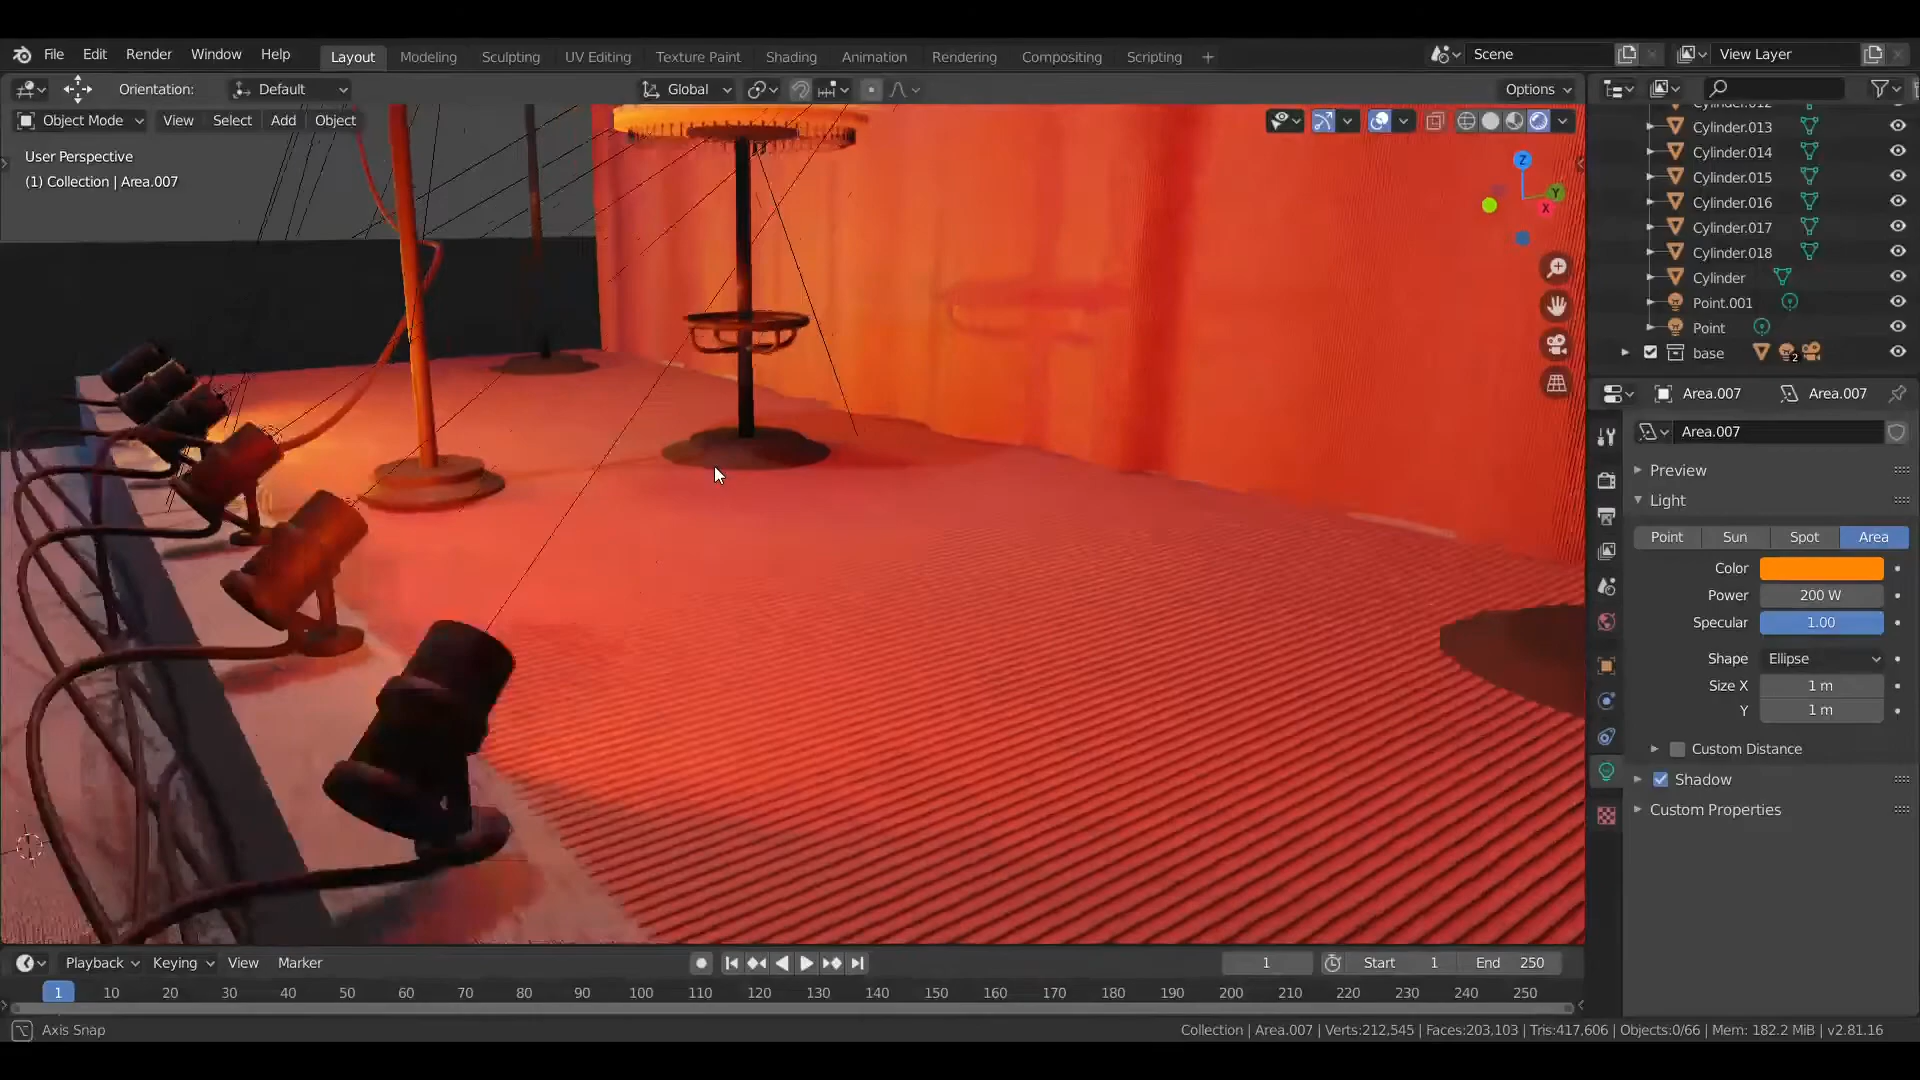 File Edit Render Window Help Layout Modeling Sculpting UV Editing Texture Paint Shading Animation Rendering Compositing Scripting + Scene View Layer
Orientation: Default Global Options
Object Mode View Select Add Object
User Perspective
(1) Collection | Area.007
Z
Y
X
Cylinder.012
Cylinder.013
Cylinder.014
Cylinder.015
Cylinder.016
Cylinder.017
Cylinder.018
Cylinder
Point.001
Point
base 2
Area.007 Area.007
Area.007
Preview
Light
Point Sun Spot Area
Color
Power 200 W
Specular 1.00
Shape Ellipse
Size X 1 m
Y 1 m
Custom Distance
Shadow
Custom Properties
Playback Keying View Marker 1 Start 1 End 250
1 10 20 30 40 50 60 70 80 90 100 110 120 130 140 150 160 170 180 190 200 210 220 230 240 250
Axis Snap Collection | Area.007 | Verts:212,545 | Faces:203,103 | Tris:417,606 | Objects:0/66 | Mem: 182.2 MiB | v2.81.16